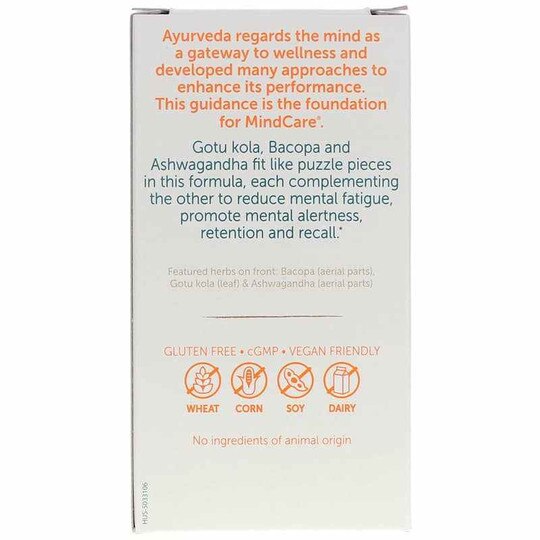 Ayurveda regards the mind as
a gateway to wellness and
developed many approaches to
enhance its performance.
This guidance is the foundation
for MindCare®.
Gotu kola, Bacopa and
Ashwagandha fit like puzzle pieces
in this formula, each complementing
the other to reduce mental fatigue,
promote mental alertness,
retention and recall.*
Featured herbs on front: Bacopa (aerial parts),
Gotu kola (leaf) & Ashwagandha (aerial parts)
GLUTEN FREE • cGMP • VEGAN FRIENDLY
WHEAT CORN SOY DAIRY
No ingredients of animal origin
HUS-5033106